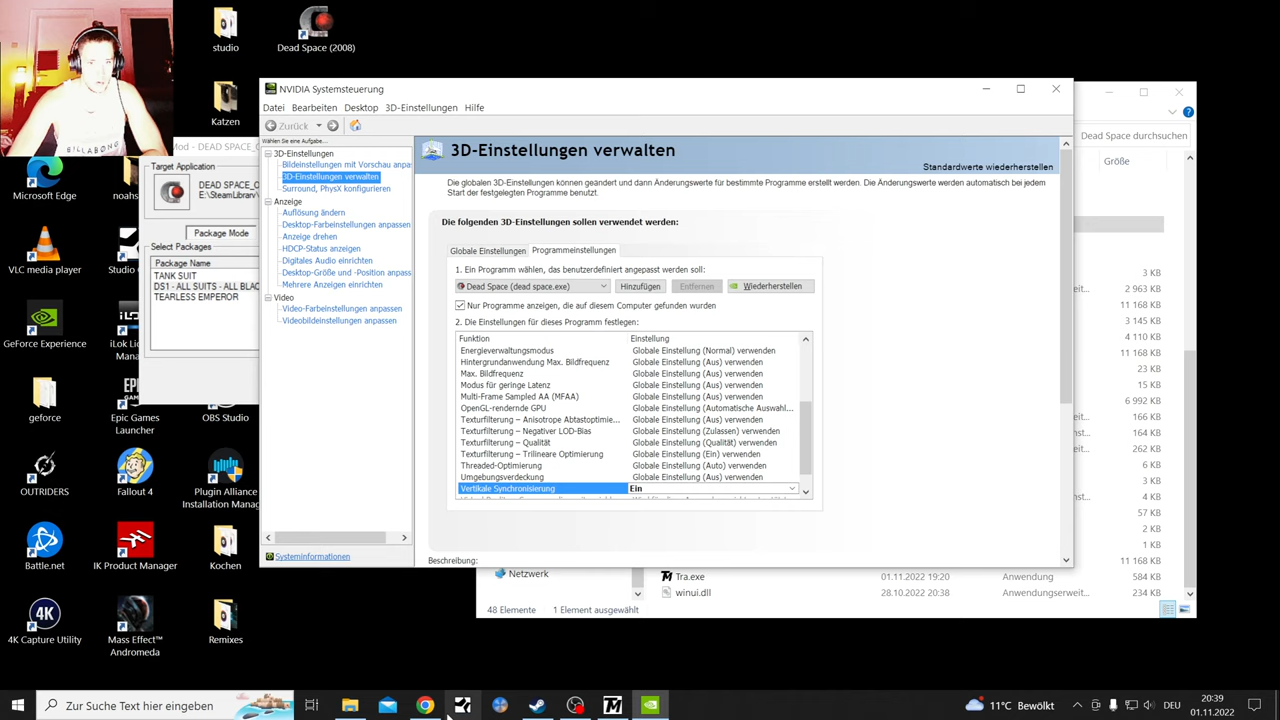 BILLABONG
studio
Dead Space (2008)
Katzen
Microsoft Edge
noahs
VLC media player
Studio
GeForce Experience
iLok Lic
Man
geforce
Epic Games
Launcher
OBS Studio
OUTRIDERS
Fallout 4
Plugin Alliance
Installation Manag
Battle.net
IK Product Manager
Kochen
4K Capture Utility
Mass Effect™
Andromeda
Remixes
Mod - DEAD SPACE_
Target Application
DEAD SPACE_
E:\SteamLibrary\
Package Mode
Select Packages
Package Name
TANK SUIT
DS1 - ALL SUITS - ALL BLAC
TEARLESS EMPEROR
NVIDIA Systemsteuerung
Datei Bearbeiten Desktop 3D-Einstellungen Hilfe
Zurück
Wählen Sie eine Aufgabe...
3D-Einstellungen
Bildeinstellungen mit Vorschau anpa
3D-Einstellungen verwalten
Surround, PhysX konfigurieren
Anzeige
Auflösung ändern
Desktop-Farbeinstellungen anpassen
Anzeige drehen
HDCP-Status anzeigen
Digitales Audio einrichten
Desktop-Größe und -Position anpass
Mehrere Anzeigen einrichten
Video
Video-Farbeinstellungen anpassen
Videobildeinstellungen anpassen
Systeminformationen
3D-Einstellungen verwalten
Standardwerte wiederherstellen
Die globalen 3D-Einstellungen können geändert und dann Änderungswerte für bestimmte Programme erstellt werden. Die Änderungswerte werden automatisch bei jedem
Start der festgelegten Programme benutzt.
Die folgenden 3D-Einstellungen sollen verwendet werden:
Globale Einstellungen Programmeinstellungen
1. Ein Programm wählen, das benutzerdefiniert angepasst werden soll:
Dead Space (dead space.exe) Hinzufügen Entfernen Wiederherstellen
Nur Programme anzeigen, die auf diesem Computer gefunden wurden
2. Die Einstellungen für dieses Programm festlegen:
Funktion Einstellung
Energieverwaltungsmodus Globale Einstellung (Normal) verwenden
Hintergrundanwendung Max. Bildfrequenz Globale Einstellung (Aus) verwenden
Max. Bildfrequenz Globale Einstellung (Aus) verwenden
Modus für geringe Latenz Globale Einstellung (Aus) verwenden
Multi-Frame Sampled AA (MFAA) Globale Einstellung (Aus) verwenden
OpenGL-rendernde GPU Globale Einstellung (Automatische Auswahl...
Texturfilterung – Anisotrope Abtastoptimie... Globale Einstellung (Aus) verwenden
Texturfilterung – Negativer LOD-Bias Globale Einstellung (Zulassen) verwenden
Texturfilterung – Qualität Globale Einstellung (Qualität) verwenden
Texturfilterung – Trilineare Optimierung Globale Einstellung (Ein) verwenden
Threaded-Optimierung Globale Einstellung (Auto) verwenden
Umgebungsverdeckung Globale Einstellung (Aus) verwenden
Vertikale Synchronisierung Ein
Beschreibung:
Dead Space durchsuchen
Größe
3 KB
2 963 KB
11 168 KB
3 145 KB
4 110 KB
11 168 KB
23 KB
15 KB
6 992 KB
166 KB
164 KB
262 KB
36 KB
2 KB
57 KB
1 KB
11 168 KB
Netzwerk
Tra.exe 01.11.2022 19:20 Anwendung 584 KB
winui.dll 28.10.2022 20:38 Anwendungserweit... 234 KB
48 Elemente 1 Element ausgewählt
Zur Suche Text hier eingeben
11°C Bewölkt
DEU
20:39
01.11.2022